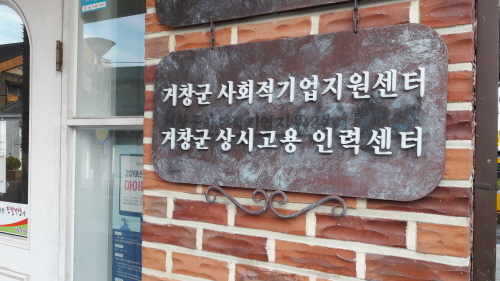 거창군 사회적기업지원센터
거창군 상시고용 인력센터